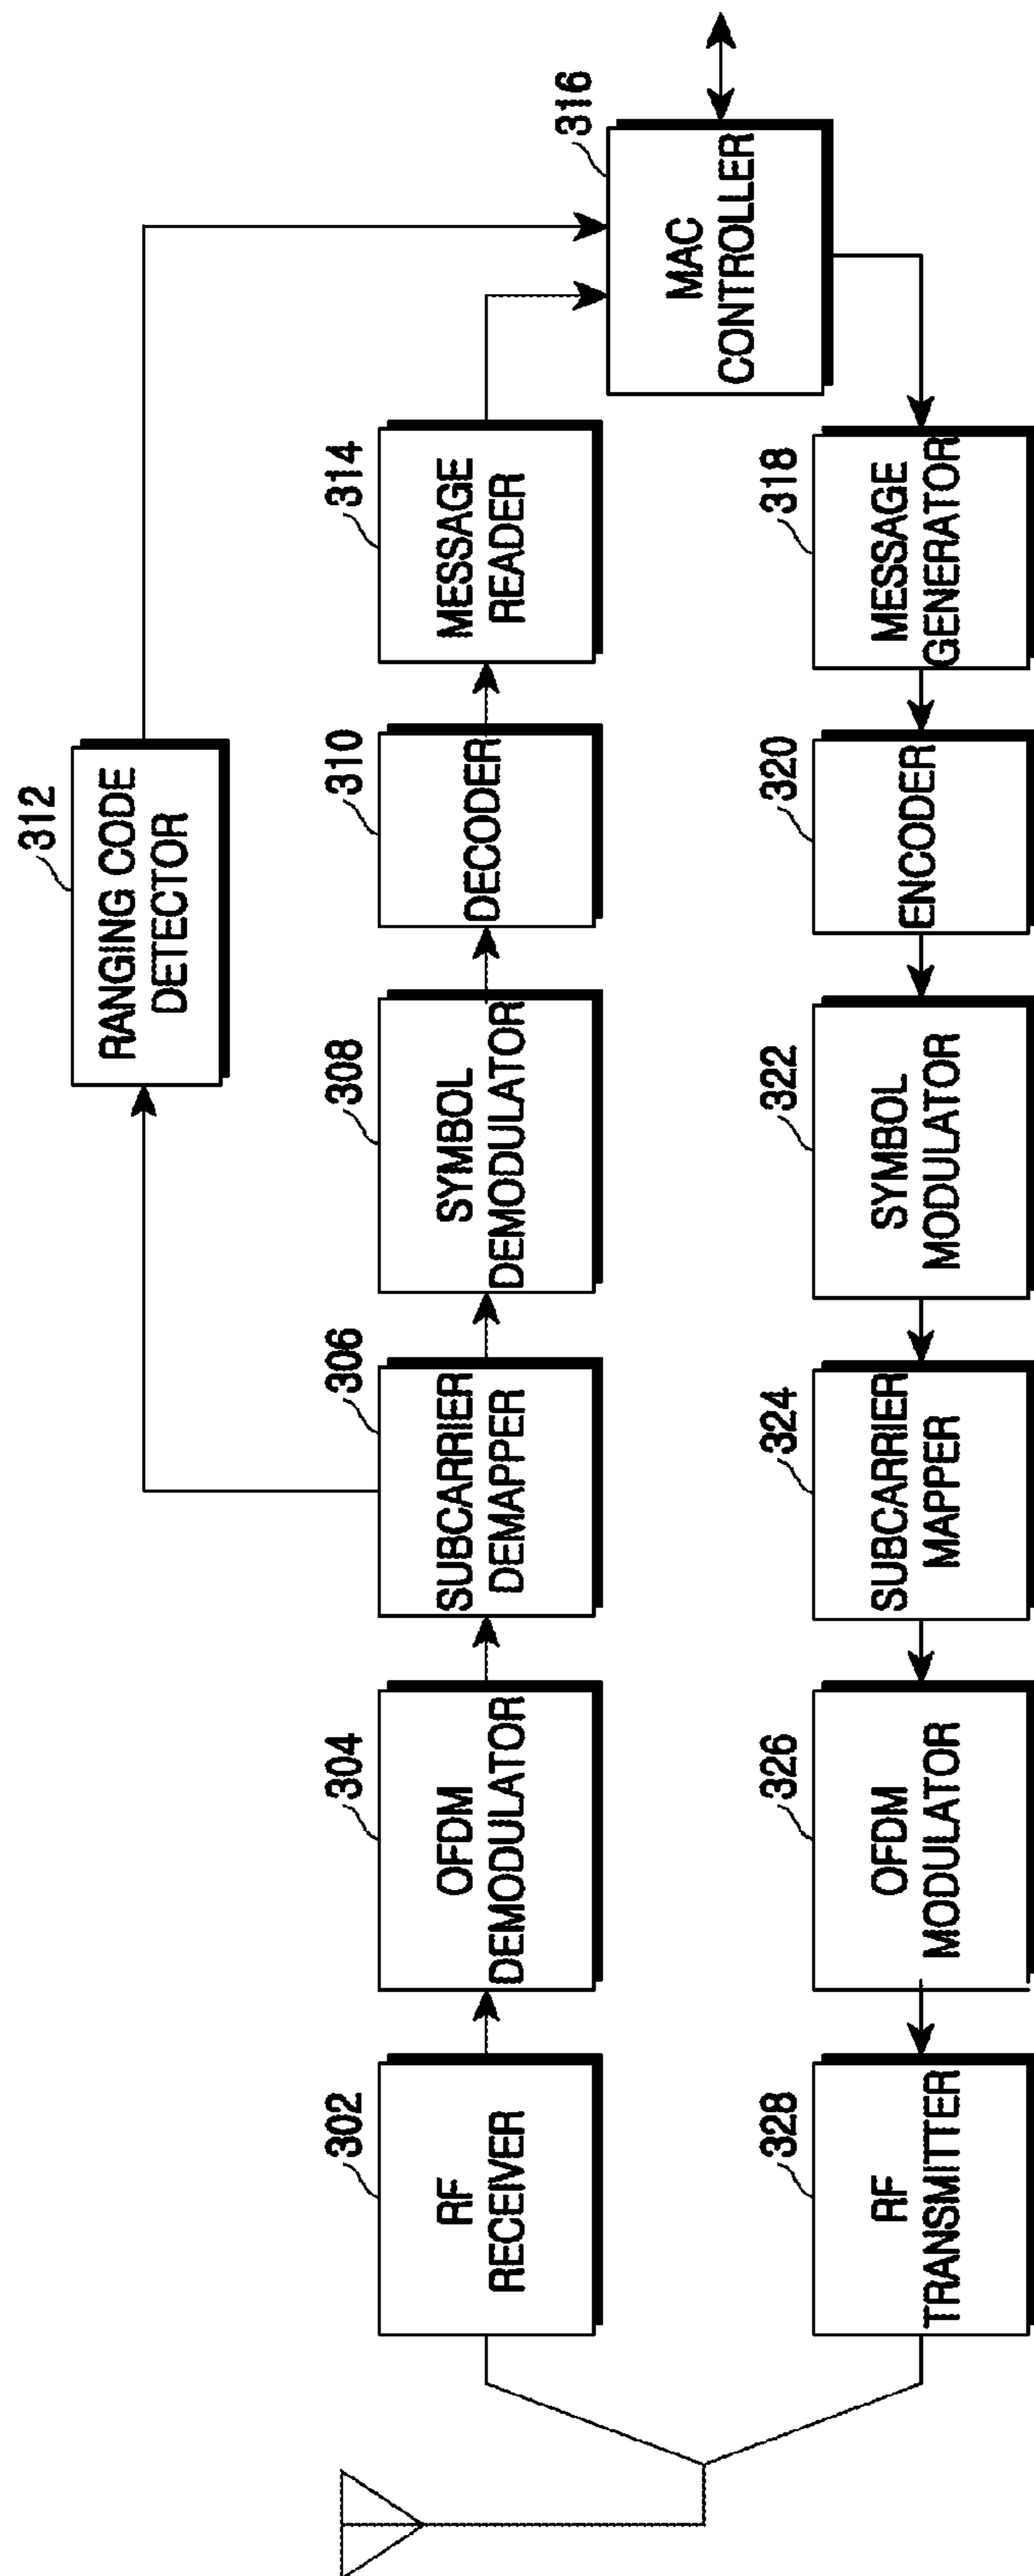 312
RANGING CODE
DETECTOR
302
RF
RECEIVER
304
OFDM
DEMODULATOR
306
SUBCARRIER
DEMAPPER
308
SYMBOL
DEMODULATOR
310
DECODER
314
MESSAGE
READER
316
MAC
CONTROLLER
328
RF
TRANSMITTER
326
OFDM
MODULATOR
324
SUBCARRIER
MAPPER
322
SYMBOL
MODULATOR
320
ENCODER
318
MESSAGE
GENERATOR